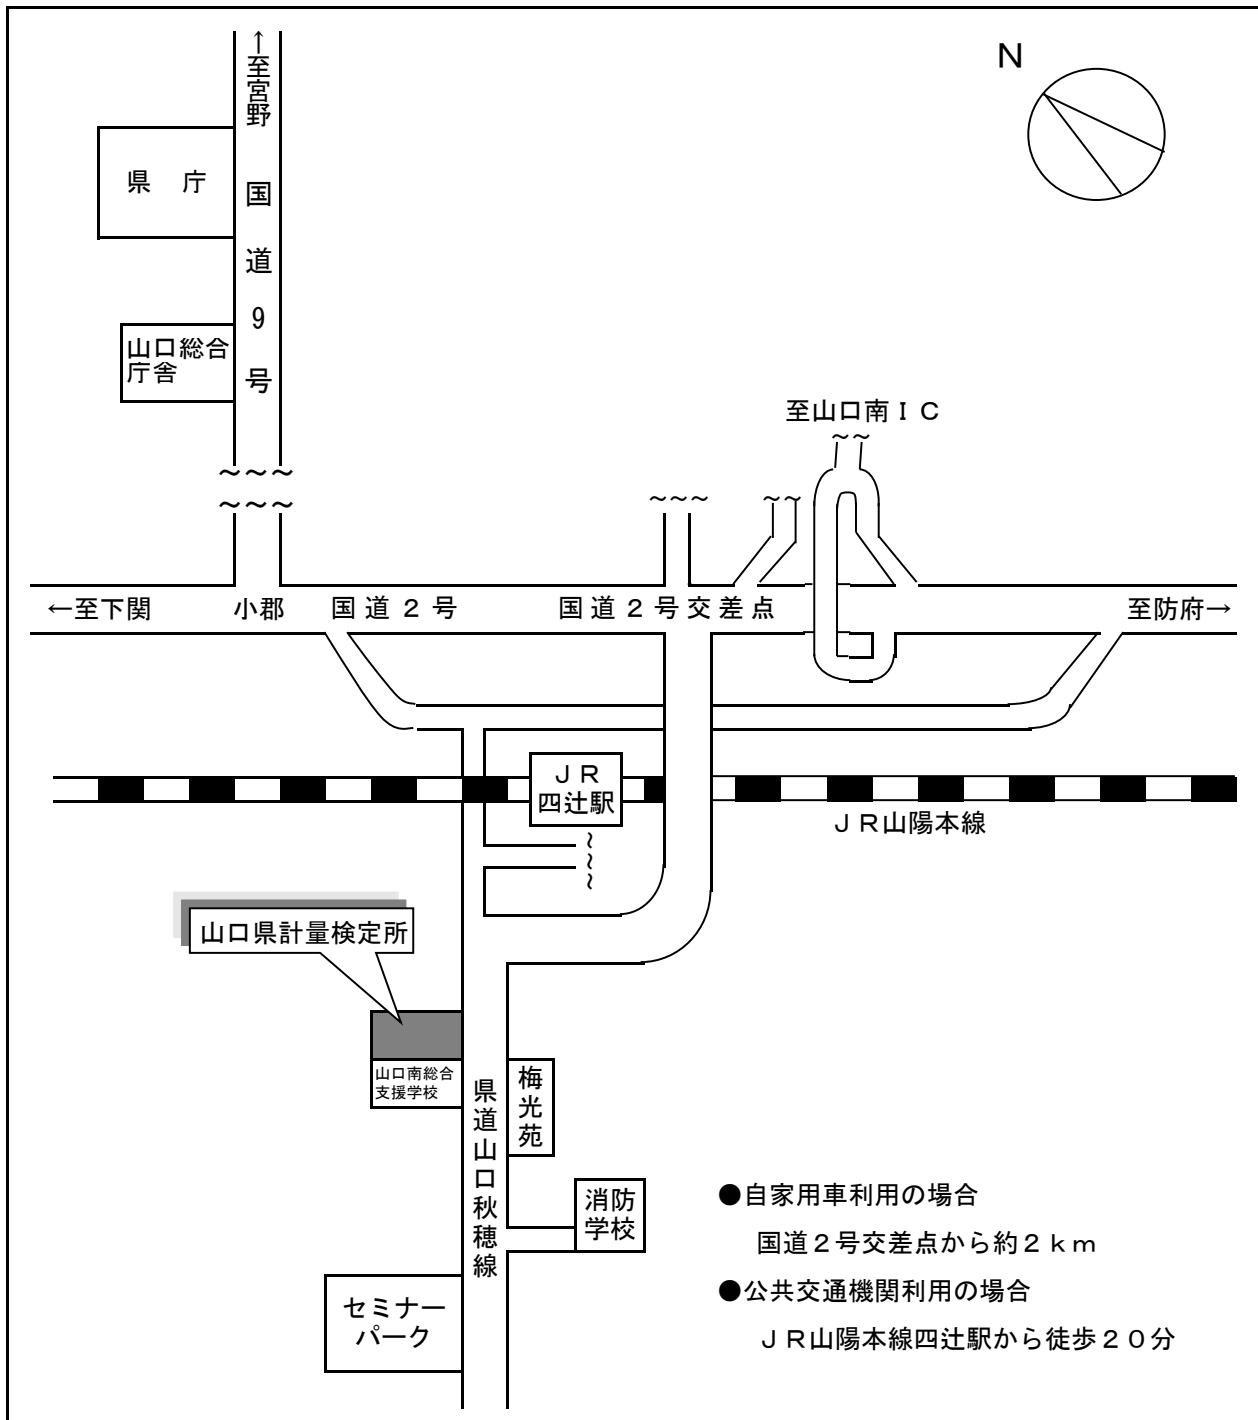 N
↑至宮野
国道９号
県　庁
山口総合
庁舎
至山口南ＩＣ
～～
～～～
～～～
～～～
～～
←至下関
小郡
国道２号
国道２号交差点
至防府→
ＪＲ
四辻駅
ＪＲ山陽本線
～～～
山口県計量検定所
山口南総合
支援学校
県道山口秋穂線
梅光苑
消防
学校
セミナー
パーク
●自家用車利用の場合
国道２号交差点から約２ｋｍ
●公共交通機関利用の場合
ＪＲ山陽本線四辻駅から徒歩２０分